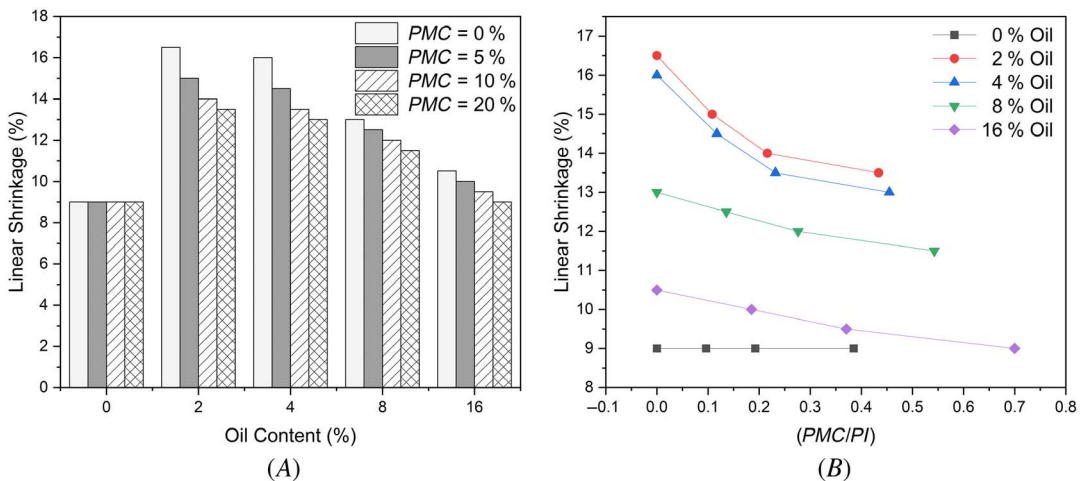 18
16
14
12
10
8
6
4
2
0
Linear Shrinkage (%)
PMC = 0 %
PMC = 5 %
PMC = 10 %
PMC = 20 %
0 2 4 8 16
Oil Content (%)
(A)
17
16
15
14
13
12
11
10
9
8
Linear Shrinkage (%)
0 % Oil
2 % Oil
4 % Oil
8 % Oil
16 % Oil
–0.1 0.0 0.1 0.2 0.3 0.4 0.5 0.6 0.7 0.8
(PMC/PI)
(B)